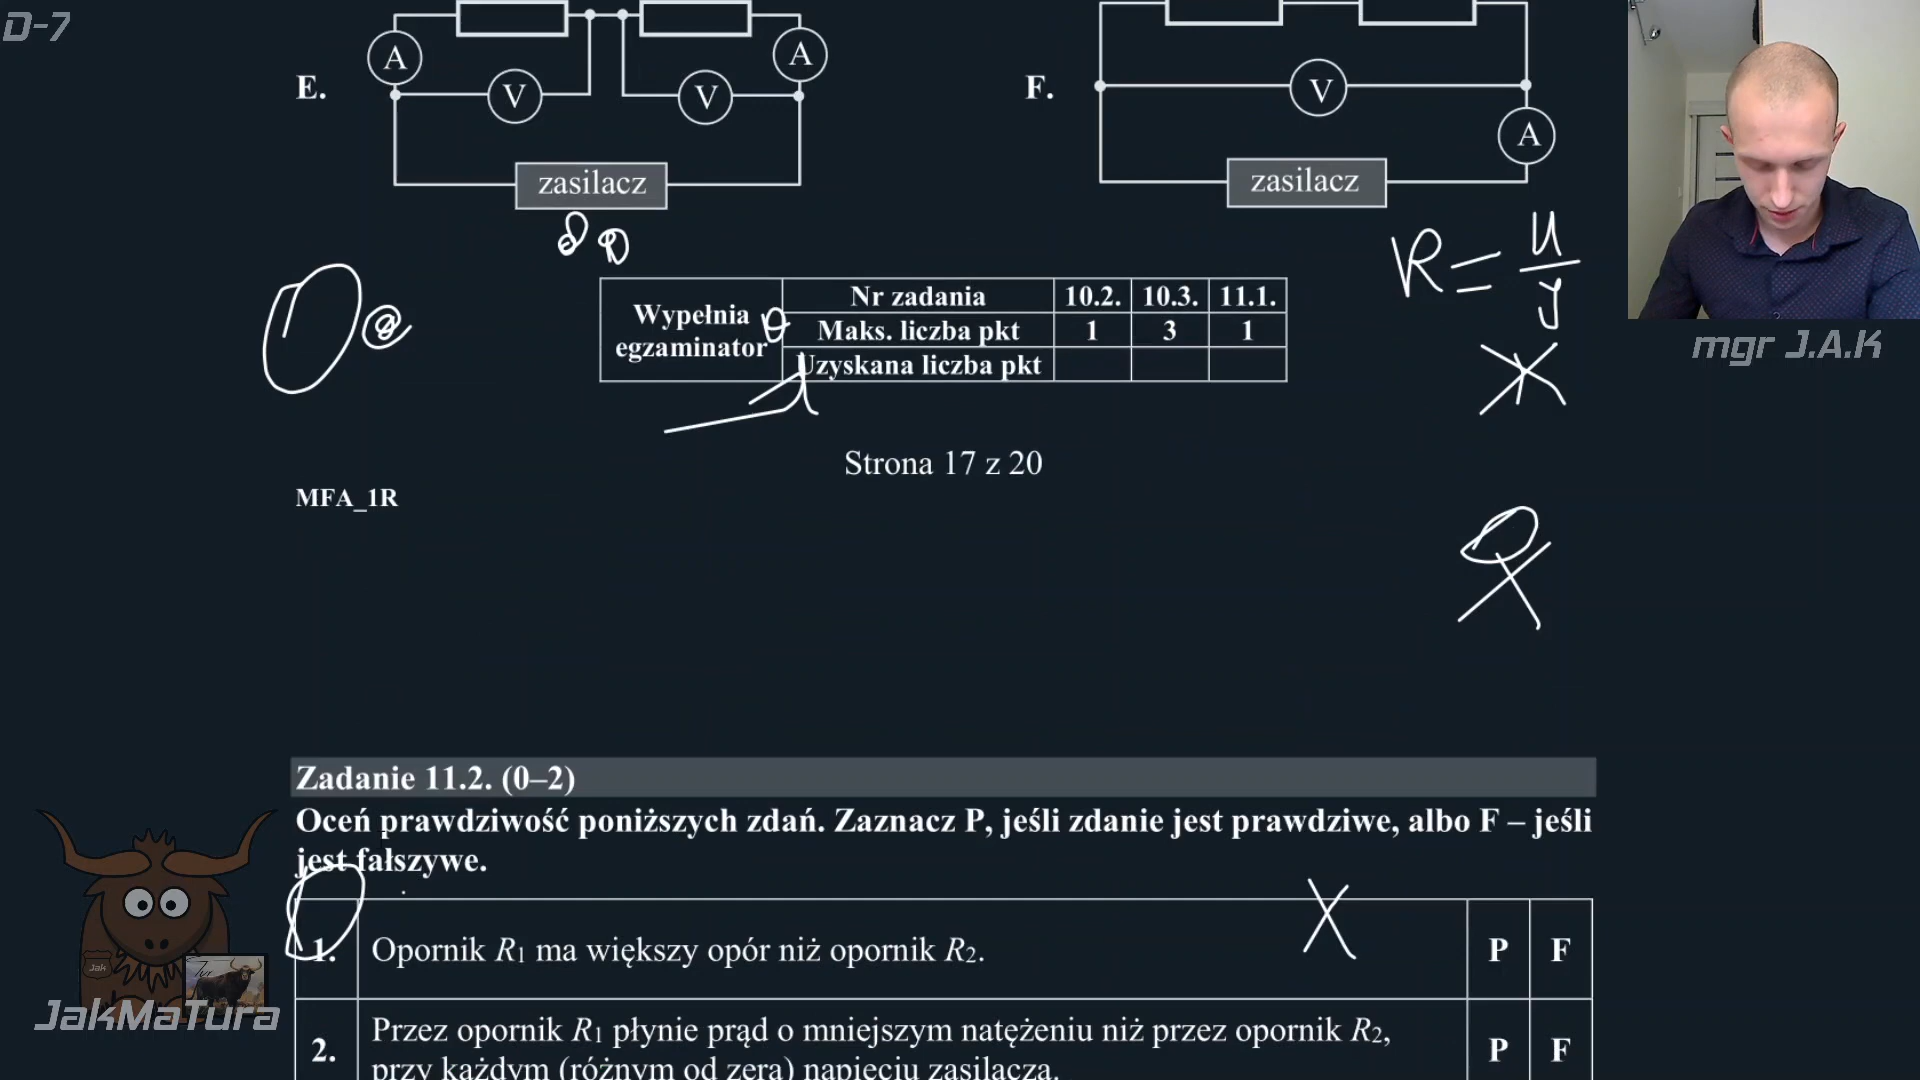 D-7
A
A
E.
V
V
zasilacz
F.
V
A
zasilacz
R = U
Wypełnia egzaminator
Nr zadania 10.2. 10.3. 11.1.
Maks. liczba pkt 1 3 1
Uzyskana liczba pkt
mgr J.A.K
Strona 17 z 20
MFA_1R
Zadanie 11.2. (0–2)
Oceń prawdziwość poniższych zdań. Zaznacz P, jeśli zdanie jest prawdziwe, albo F – jeśli
jest fałszywe.
1. Opornik R1 ma większy opór niż opornik R2. P F
2. Przez opornik R1 płynie prąd o mniejszym natężeniu niż przez opornik R2, P F
przy każdym (różnym od zera) napięciu zasilacza.
Jak
Tur
JakMaTura